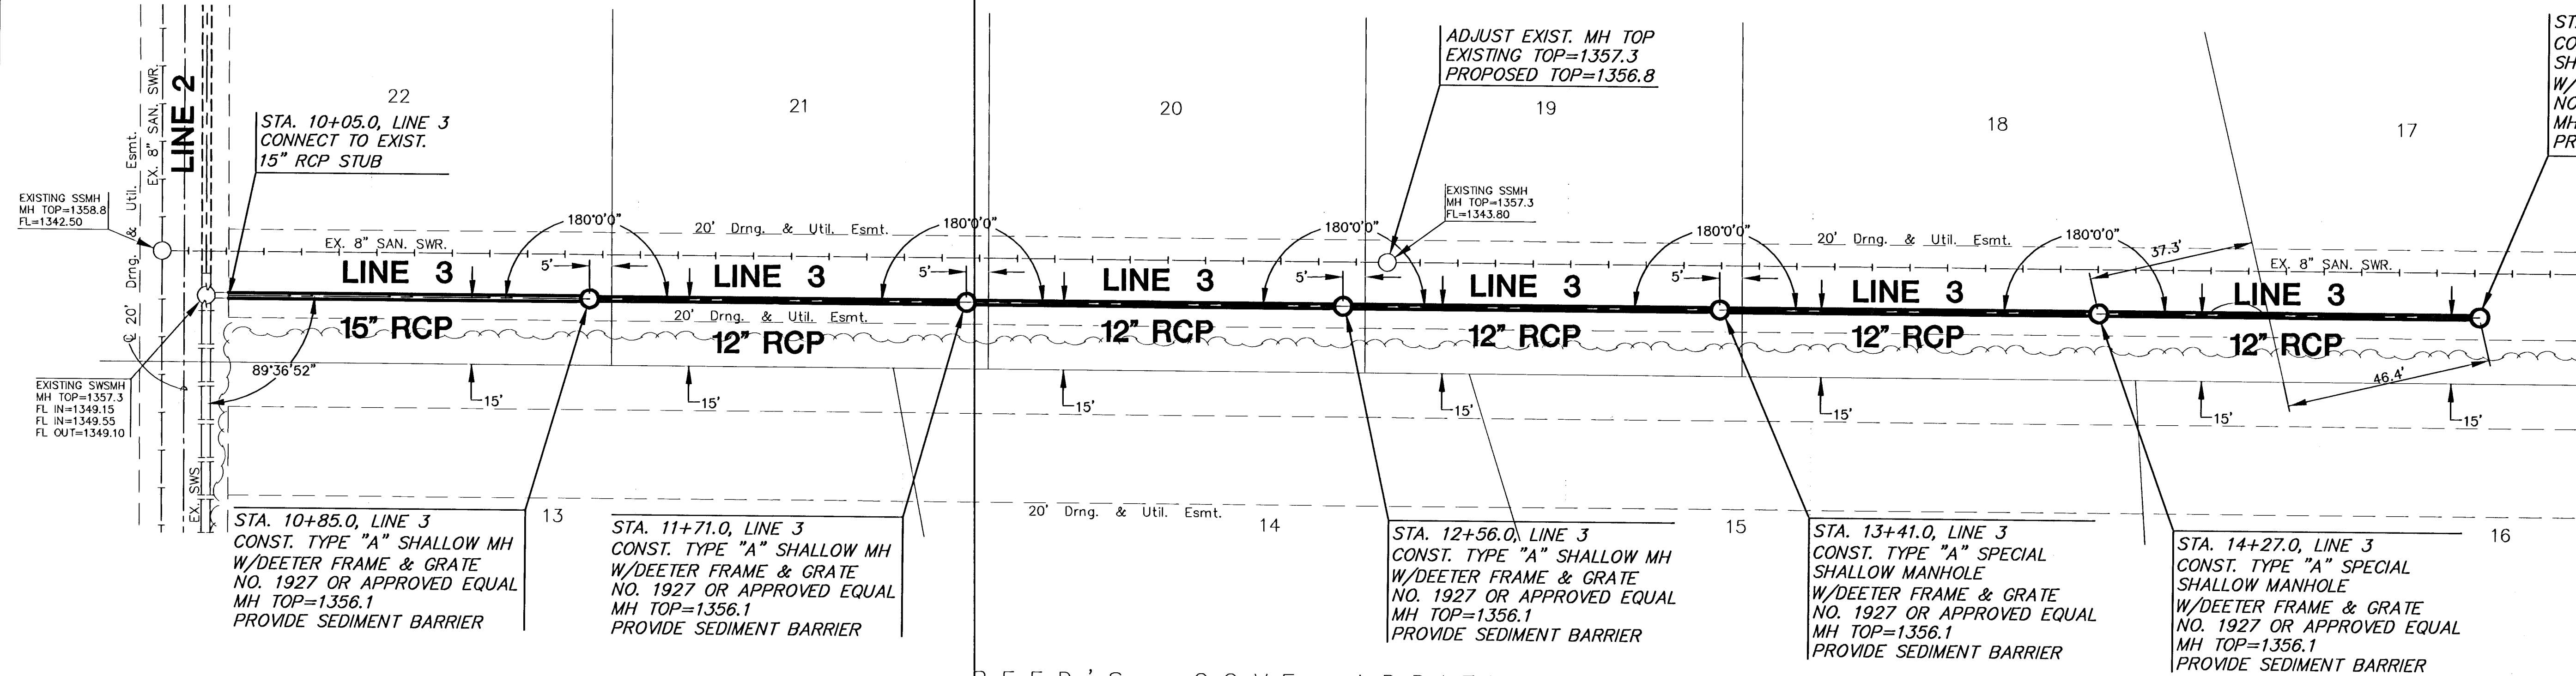 LINE 2
EX. 8" SAN. SWR.
20' Drng. & Util. Esmt.
22
21
20
19
18
17
STA. 10+05.0, LINE 3
CONNECT TO EXIST.
15" RCP STUB
ADJUST EXIST. MH TOP
EXISTING TOP=1357.3
PROPOSED TOP=1356.8
EXISTING SSMH
MH TOP=1358.8
FL=1342.50
EXISTING SSMH
MH TOP=1357.3
FL=1343.80
EX. 8" SAN. SWR.
20' Drng. & Util. Esmt.
20' Drng. & Util. Esmt.
EX. 8" SAN. SWR.
180°0'0"
180°0'0"
180°0'0"
180°0'0"
180°0'0"
37.3'
5'
5'
5'
5'
LINE 3
LINE 3
LINE 3
LINE 3
LINE 3
LINE 3
20' Drng. & Util. Esmt.
15" RCP
12" RCP
12" RCP
12" RCP
12" RCP
12" RCP
89°36'52"
46.4'
15'
15'
15'
15'
15'
15'
15'
EXISTING SWSMH
MH TOP=1357.3
FL IN=1349.15
FL IN=1349.55
FL OUT=1349.10
EX. SWS
℄ 20'
13
14
15
16
20' Drng. & Util. Esmt.
STA. 10+85.0, LINE 3
CONST. TYPE "A" SHALLOW MH
W/DEETER FRAME & GRATE
NO. 1927 OR APPROVED EQUAL
MH TOP=1356.1
PROVIDE SEDIMENT BARRIER
STA. 11+71.0, LINE 3
CONST. TYPE "A" SHALLOW MH
W/DEETER FRAME & GRATE
NO. 1927 OR APPROVED EQUAL
MH TOP=1356.1
PROVIDE SEDIMENT BARRIER
STA. 12+56.0, LINE 3
CONST. TYPE "A" SHALLOW MH
W/DEETER FRAME & GRATE
NO. 1927 OR APPROVED EQUAL
MH TOP=1356.1
PROVIDE SEDIMENT BARRIER
STA. 13+41.0, LINE 3
CONST. TYPE "A" SPECIAL
SHALLOW MANHOLE
W/DEETER FRAME & GRATE
NO. 1927 OR APPROVED EQUAL
MH TOP=1356.1
PROVIDE SEDIMENT BARRIER
STA. 14+27.0, LINE 3
CONST. TYPE "A" SPECIAL
SHALLOW MANHOLE
W/DEETER FRAME & GRATE
NO. 1927 OR APPROVED EQUAL
MH TOP=1356.1
PROVIDE SEDIMENT BARRIER